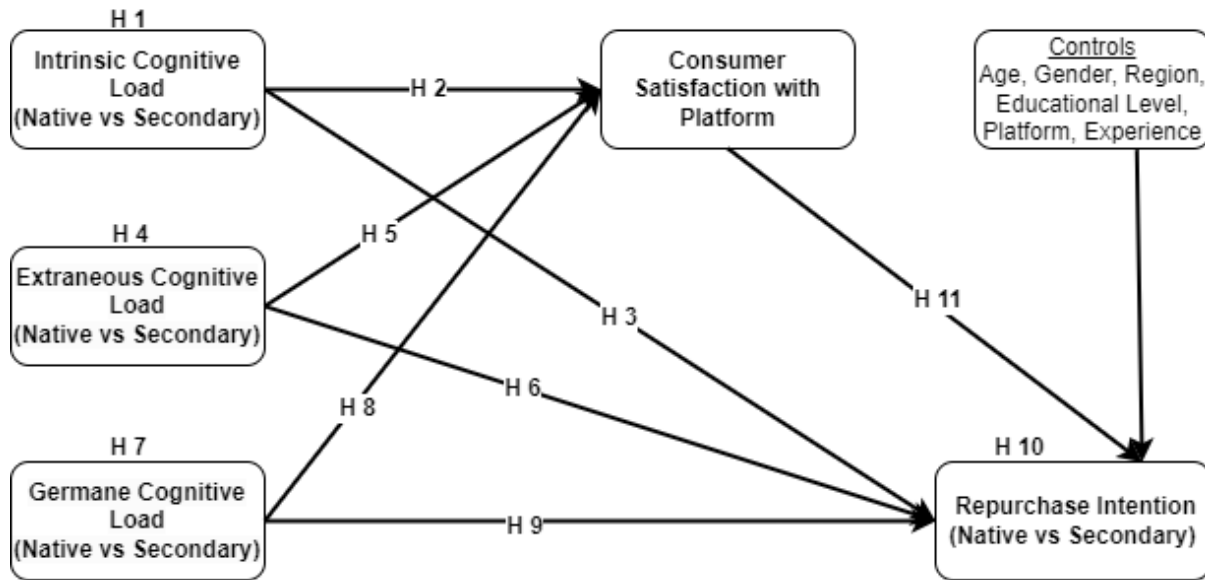 H 1
Intrinsic Cognitive
Load
(Native vs Secondary)
H 2
Consumer
Satisfaction with
Platform
Controls
Age, Gender, Region,
Educational Level,
Platform, Experience
H 4
Extraneous Cognitive
Load
(Native vs Secondary)
H 5
H 3
H 11
H 6
H 8
H 7
Germane Cognitive
Load
(Native vs Secondary)
H 9
H 10
Repurchase Intention
(Native vs Secondary)